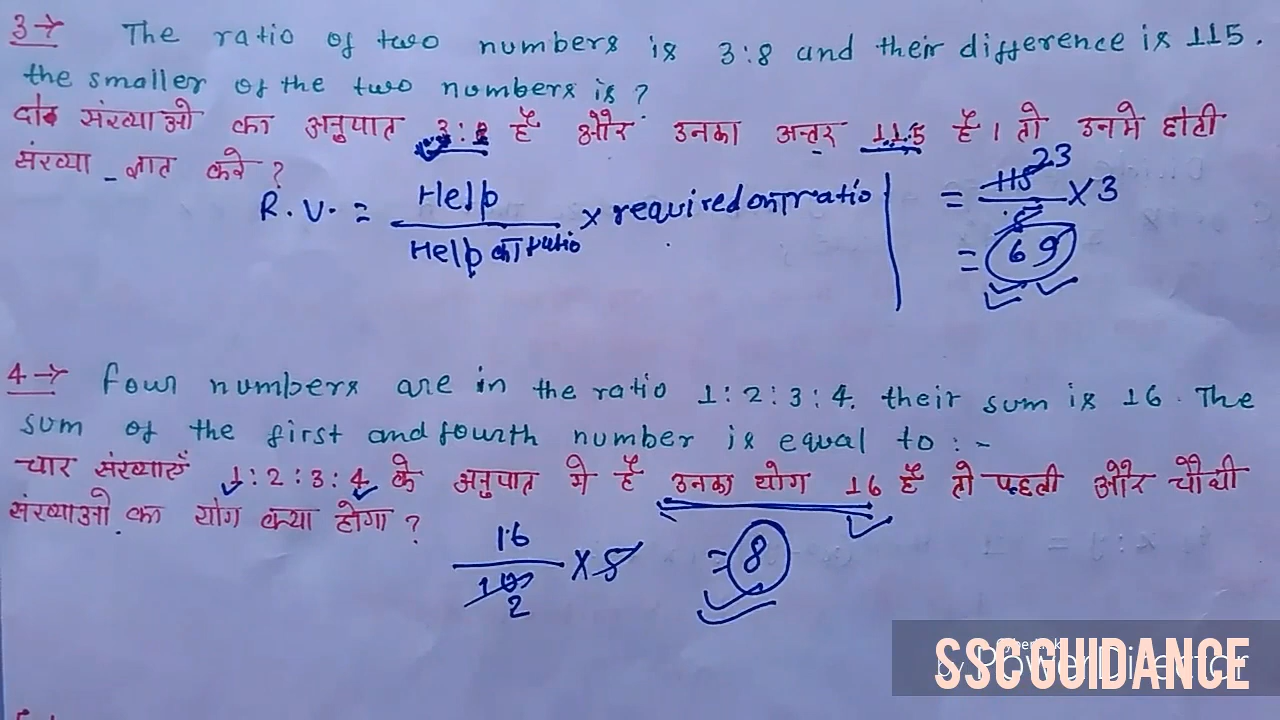 3→ The ratio of two numbers is 3:8 and their difference is 115.
the smaller of the two numbers is?
दो संख्याओ का अनुपात 3:8 है और उनका अन्तर 115 है। तो उनमे छोटी
संख्या ज्ञात करे?
R.V. = Help / Help का ratio × required का ratio
= 115 23 / 5 × 3
= 69
4→ Four numbers are in the ratio 1:2:3:4. their sum is 16. The
sum of the first and fourth number is equal to:-
चार संख्याएँ 1:2:3:4 के अनुपात मे है उनका योग 16 है तो पहली और चौथी
संख्याओ का योग क्या होगा?
16 / 10 2 × 5 = 8
SSC GUIDANCE
by PowerDirector